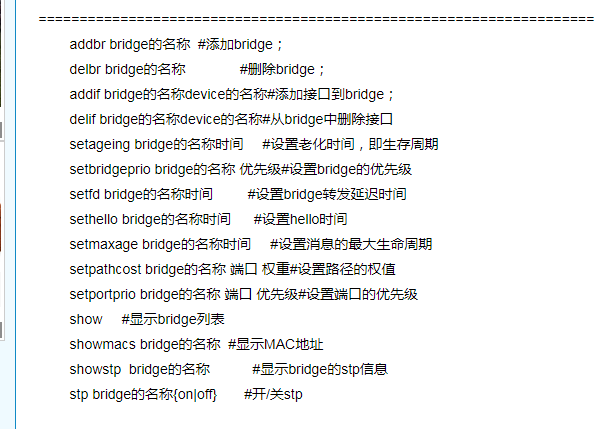 ==================================================================
addbr bridge的名称  #添加bridge；
delbr bridge的名称              #删除bridge；
addif bridge的名称device的名称#添加接口到bridge；
delif bridge的名称device的名称#从bridge中删除接口
setageing bridge的名称时间     #设置老化时间，即生存周期
setbridgeprio bridge的名称 优先级#设置bridge的优先级
setfd bridge的名称时间         #设置bridge转发延迟时间
sethello bridge的名称时间      #设置hello时间
setmaxage bridge的名称时间     #设置消息的最大生命周期
setpathcost bridge的名称 端口 权重#设置路径的权值
setportprio bridge的名称 端口 优先级#设置端口的优先级
show     #显示bridge列表
showmacs bridge的名称  #显示MAC地址
showstp  bridge的名称           #显示bridge的stp信息
stp bridge的名称{on|off}       #开/关stp